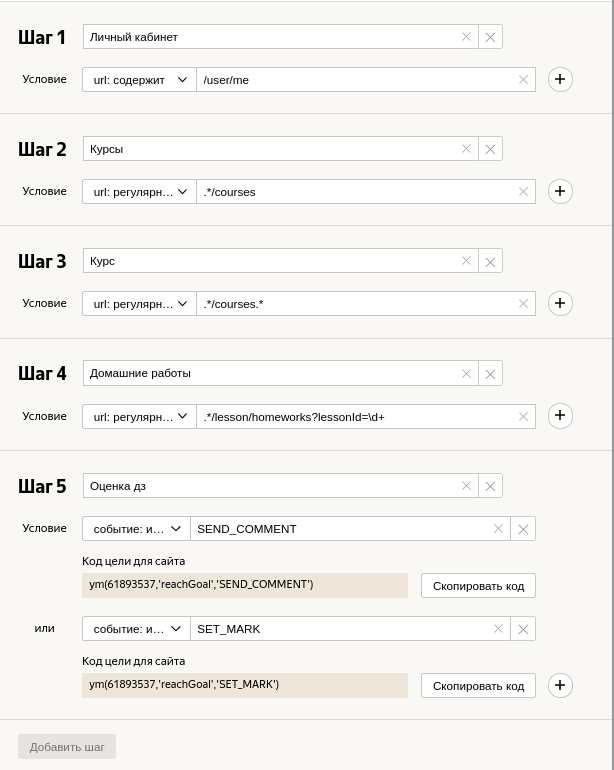 Шаг 1 Личный кабинет
Условие url: содержит /user/me
Шаг 2 Курсы
Условие url: регулярн... .*/courses
Шаг 3 Курс
Условие url: регулярн... .*/courses.*
Шаг 4 Домашние работы
Условие url: регулярн... .*/lesson/homeworks?lessonId=\d+
Шаг 5 Оценка дз
Условие событие: и... SEND_COMMENT
Код цели для сайта
ym(61893537,'reachGoal','SEND_COMMENT') Скопировать код
или событие: и... SET_MARK
Код цели для сайта
ym(61893537,'reachGoal','SET_MARK') Скопировать код
Добавить шаг